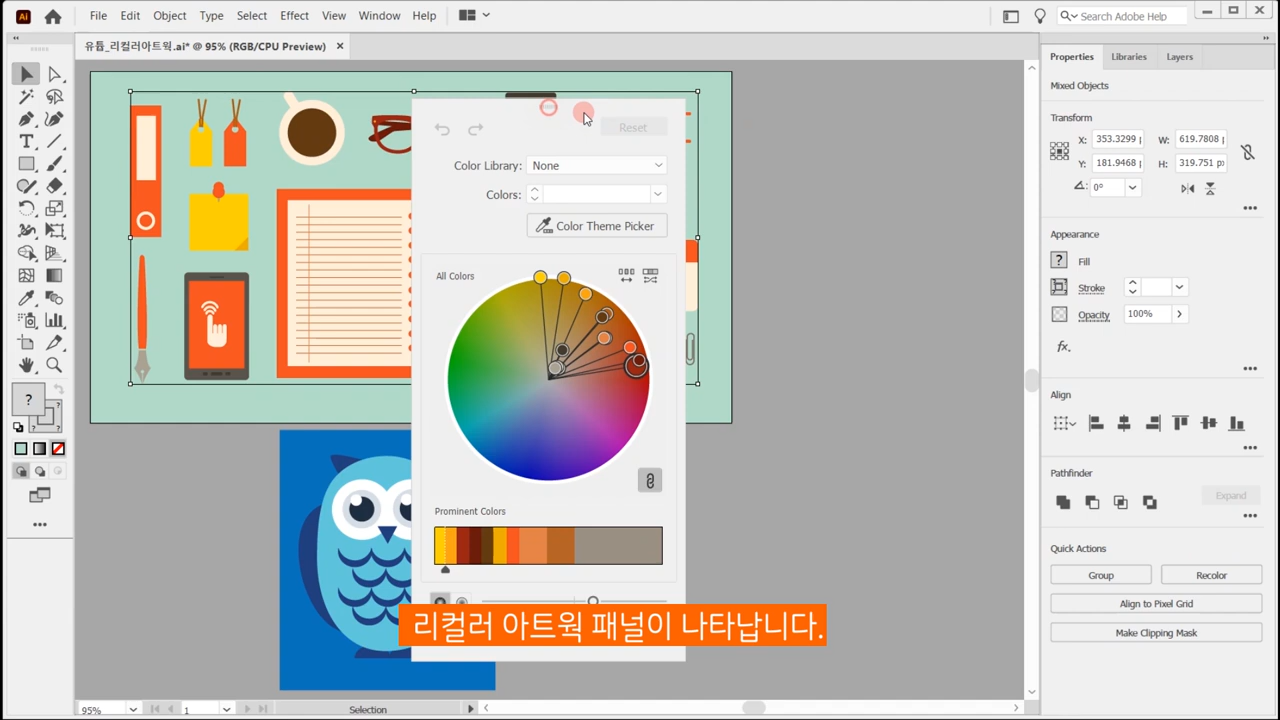 Ai
File Edit Object Type Select Effect View Window Help
Search Adobe Help
유튭_리컬러아트웍.ai* @ 95% (RGB/CPU Preview)
Properties Libraries Layers
Mixed Objects
Transform
X: 353.3299 p W: 619.7808 p
Y: 181.9468 p H: 319.751 px
0°
Appearance
? Fill
Stroke
Opacity 100%
fx.
Align
Pathfinder
Expand
Quick Actions
Group Recolor
Align to Pixel Grid
Make Clipping Mask
Reset
Color Library: None
Colors:
Color Theme Picker
All Colors
Prominent Colors
리컬러 아트웍 패널이 나타납니다.
95% 1 Selection